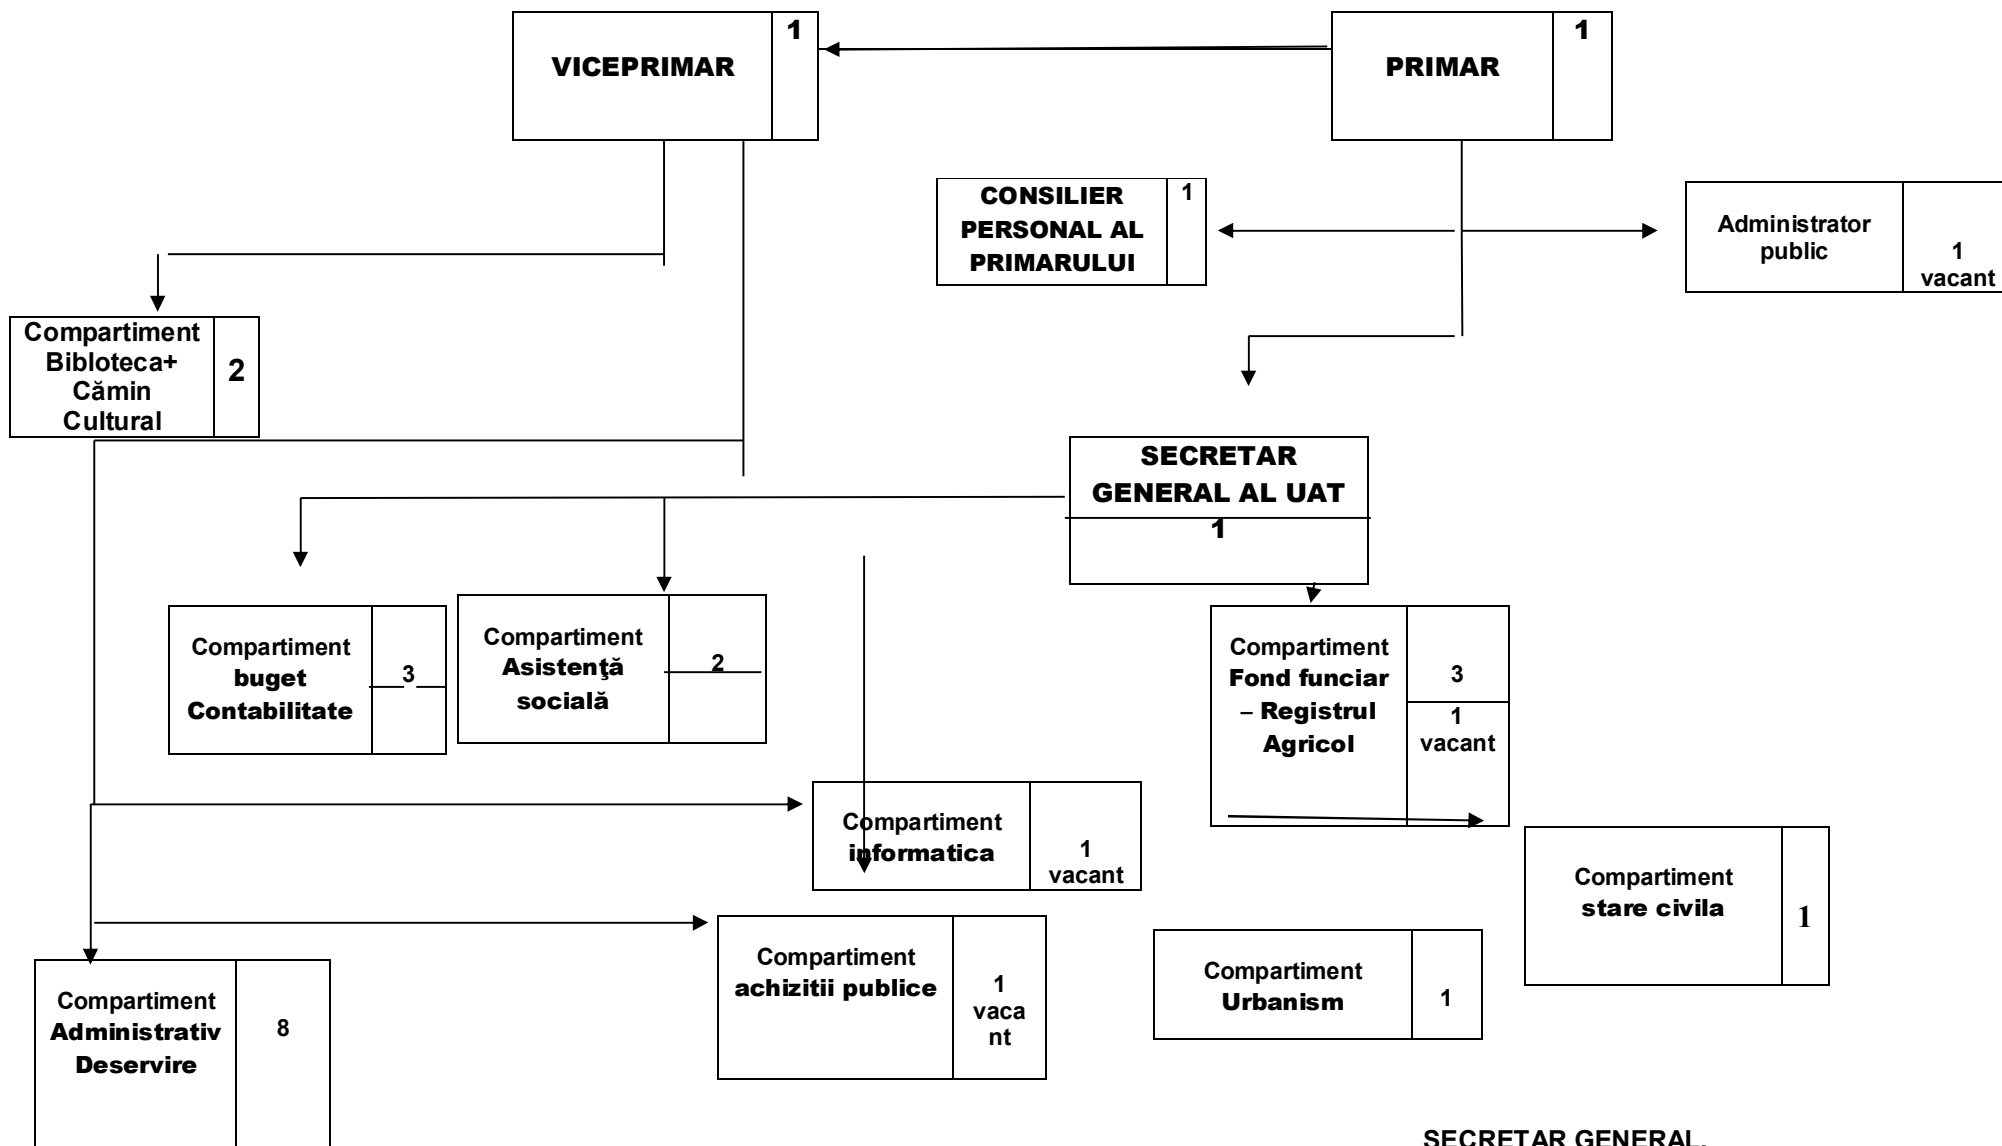 VICEPRIMAR
1
PRIMAR
1
CONSILIER
PERSONAL AL
PRIMARULUI
1
Administrator
public
1
vacant
Compartiment
Bibloteca+
Cămin
Cultural
2
SECRETAR
GENERAL AL UAT
1
Compartiment
buget
Contabilitate
3
Compartiment
Asistenţă
socială
2
Compartiment
Fond funciar
– Registrul
Agricol
3
1
vacant
Compartiment
informatica
1
vacant
Compartiment
stare civila
1
Compartiment
achizitii publice
1
vaca
nt
Compartiment
Urbanism
1
Compartiment
Administrativ
Deservire
8
SECRETAR GENERAL,